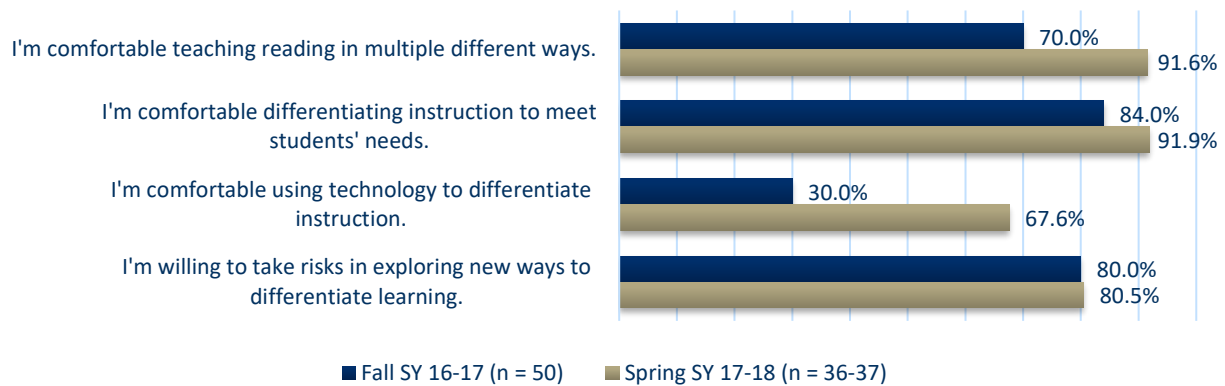 I'm comfortable teaching reading in multiple different ways.
70.0%
91.6%
I'm comfortable differentiating instruction to meet
students' needs.
84.0%
91.9%
I'm comfortable using technology to differentiate
instruction.
30.0%
67.6%
I'm willing to take risks in exploring new ways to
differentiate learning.
80.0%
80.5%
Fall SY 16-17 (n = 50) Spring SY 17-18 (n = 36-37)